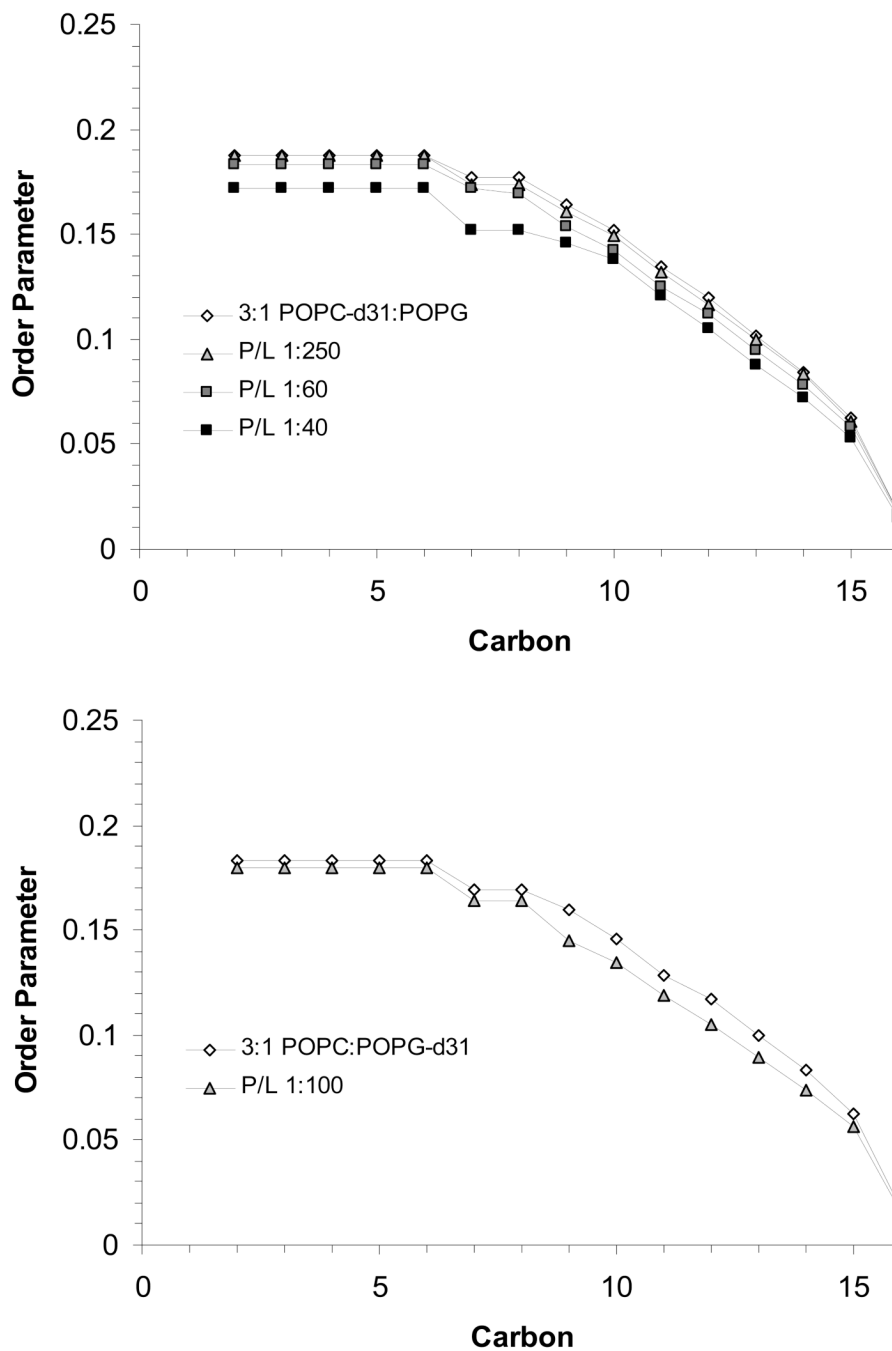 0.25
0.2
0.15
0.1
0.05
0
Order Parameter
3:1 POPC-d31:POPG
P/L 1:250
P/L 1:60
P/L 1:40
0 5 10 15
Carbon
0.25
0.2
0.15
0.1
0.05
0
Order Parameter
3:1 POPC:POPG-d31
P/L 1:100
0 5 10 15
Carbon